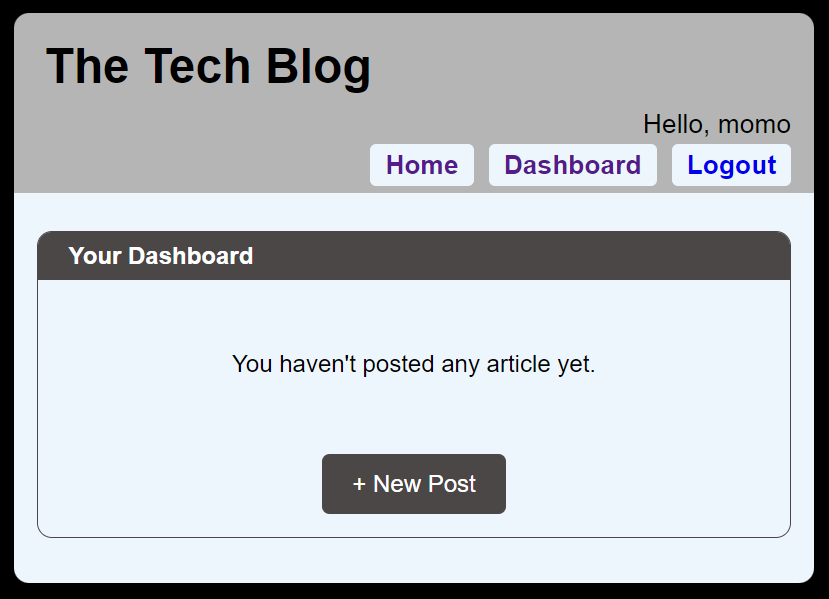 The Tech Blog
Hello, momo
Home Dashboard Logout
Your Dashboard
You haven't posted any article yet.
+ New Post